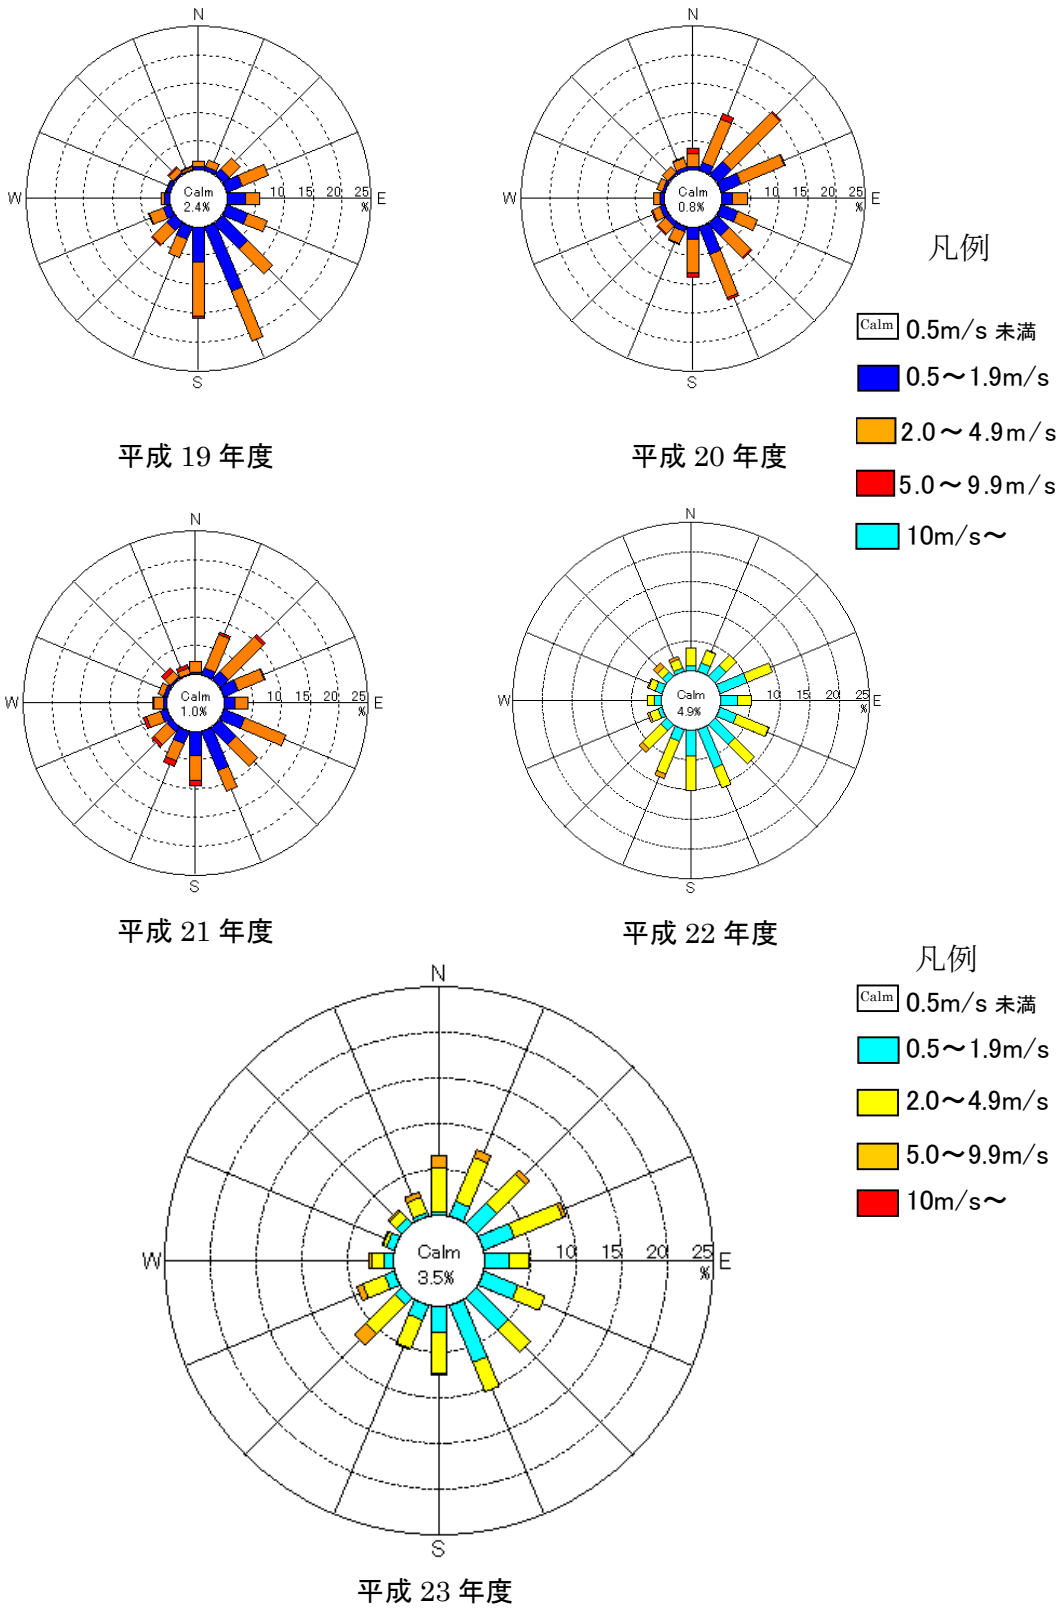 N
W
Calm
2.4%
10 15 20 25
%
E
S
平成 19 年度
N
W
Calm
0.8%
10 15 20 25
%
E
S
平成 20 年度
凡例
Calm 0.5m/s 未満
0.5～1.9m/s
2.0～4.9m/s
5.0～9.9m/s
10m/s～
N
W
Calm
1.0%
10 15 20 25
%
E
S
平成 21 年度
N
W
Calm
4.9%
10 15 20 25
%
E
S
平成 22 年度
凡例
Calm 0.5m/s 未満
0.5～1.9m/s
2.0～4.9m/s
5.0～9.9m/s
10m/s～
N
W
Calm
3.5%
10 15 20 25
%
E
S
平成 23 年度